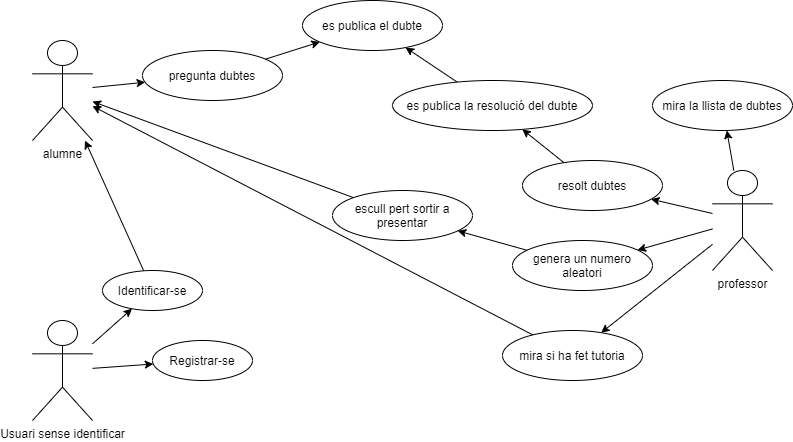 es publica el dubte
pregunta dubtes
es publica la resolució del dubte
mira la llista de dubtes
alumne
resolt dubtes
escull pert sortir a
presentar
genera un numero
aleatori
professor
Identificar-se
mira si ha fet tutoria
Registrar-se
Usuari sense identificar